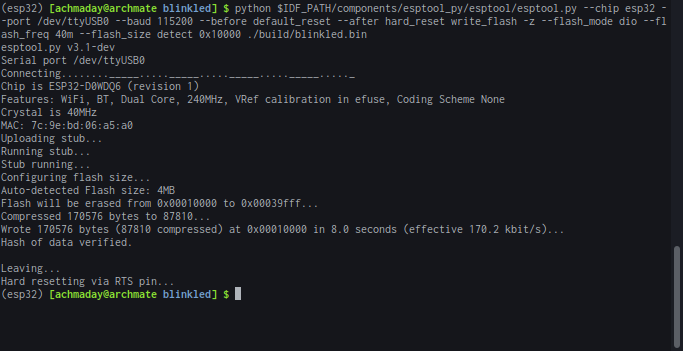 (esp32) [achmaday@archmate blinkled] $ python $IDF_PATH/components/esptool_py/esptool/esptool.py --chip esp32 -
-port /dev/ttyUSB0 --baud 115200 --before default_reset --after hard_reset write_flash -z --flash_mode dio --fl
ash_freq 40m --flash_size detect 0x10000 ./build/blinkled.bin
esptool.py v3.1-dev
Serial port /dev/ttyUSB0
Connecting........_____....._____....._____....._____....._
Chip is ESP32-D0WDQ6 (revision 1)
Features: WiFi, BT, Dual Core, 240MHz, VRef calibration in efuse, Coding Scheme None
Crystal is 40MHz
MAC: 7c:9e:bd:06:a5:a0
Uploading stub...
Running stub...
Stub running...
Configuring flash size...
Auto-detected Flash size: 4MB
Flash will be erased from 0x00010000 to 0x00039fff...
Compressed 170576 bytes to 87810...
Wrote 170576 bytes (87810 compressed) at 0x00010000 in 8.0 seconds (effective 170.2 kbit/s)...
Hash of data verified.

Leaving...
Hard resetting via RTS pin...
(esp32) [achmaday@archmate blinkled] $